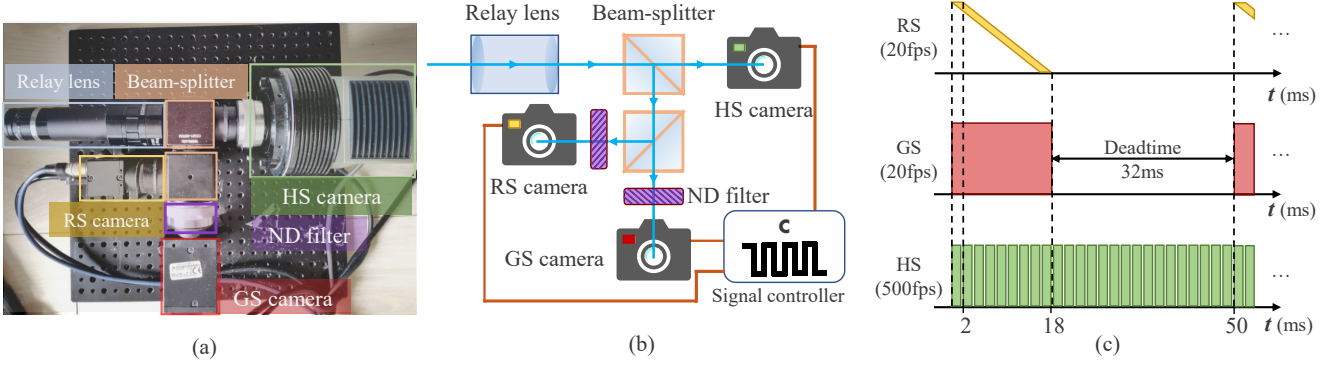 Relay lens
Beam-splitter
HS camera
RS camera
ND filter
GS camera
(a)
Relay lens
Beam-splitter
HS camera
RS camera
ND filter
GS camera
C
Signal controller
(b)
RS
(20fps)
...
t (ms)
GS
(20fps)
Deadtime
32ms
...
t (ms)
HS
(500fps)
...
2
18
50
t (ms)
(c)